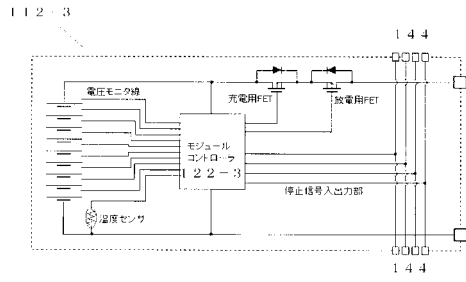 １１２－３
１４４
電圧モニタ線
充電用FET
放電用FET
モジュール
コントローラ
１２２－３
停止信号入出力部
温度センサ
１４４